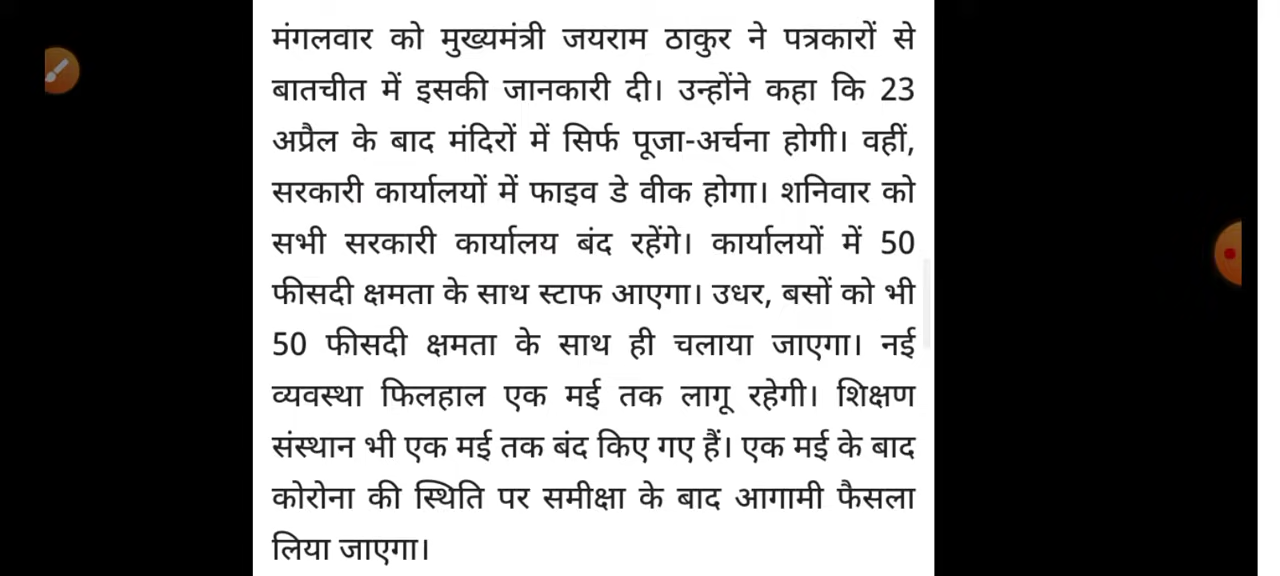 मंगलवार को मुख्यमंत्री जयराम ठाकुर ने पत्रकारों से
बातचीत में इसकी जानकारी दी। उन्होंने कहा कि 23
अप्रैल के बाद मंदिरों में सिर्फ पूजा-अर्चना होगी। वहीं,
सरकारी कार्यालयों में फाइव डे वीक होगा। शनिवार को
सभी सरकारी कार्यालय बंद रहेंगे। कार्यालयों में 50
फीसदी क्षमता के साथ स्टाफ आएगा। उधर, बसों को भी
50 फीसदी क्षमता के साथ ही चलाया जाएगा। नई
व्यवस्था फिलहाल एक मई तक लागू रहेगी। शिक्षण
संस्थान भी एक मई तक बंद किए गए हैं। एक मई के बाद
कोरोना की स्थिति पर समीक्षा के बाद आगामी फैसला
लिया जाएगा।